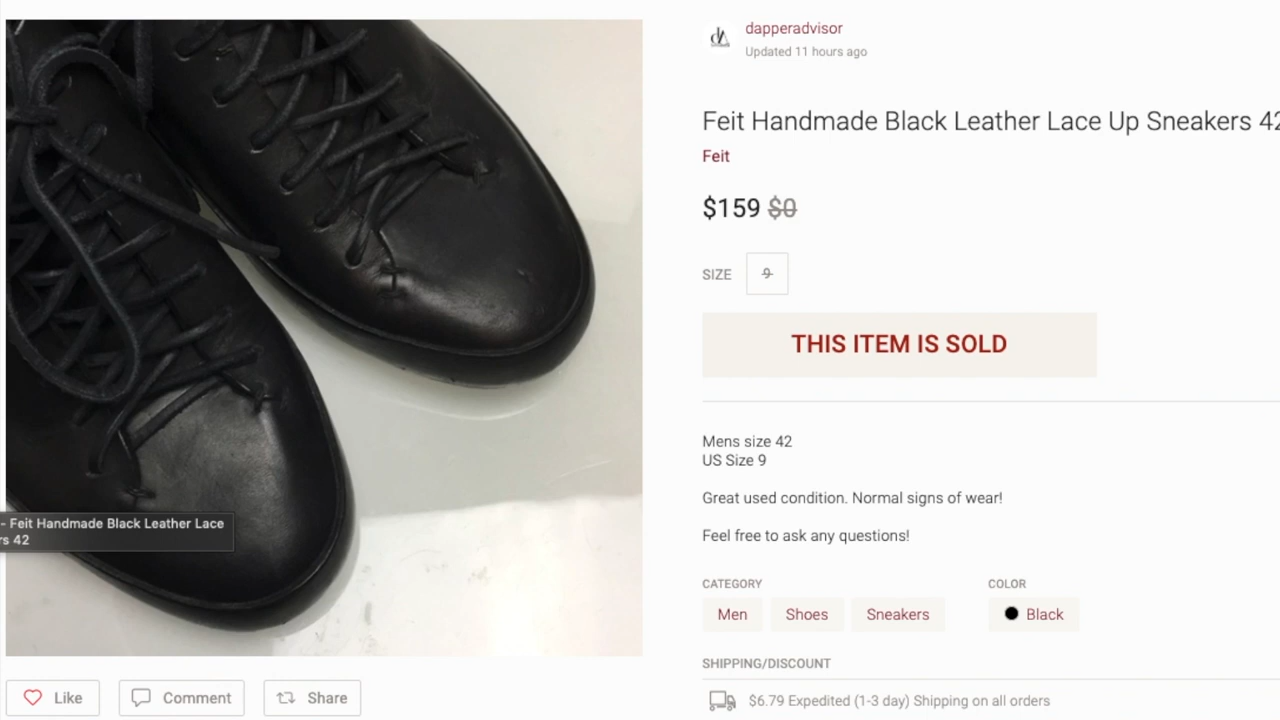 dapperadvisor
Updated 11 hours ago
Feit Handmade Black Leather Lace Up Sneakers 42
Feit
$159 $0
SIZE 9
THIS ITEM IS SOLD
Mens size 42
US Size 9
Great used condition. Normal signs of wear!
Feel free to ask any questions!
CATEGORY COLOR
Men Shoes Sneakers Black
SHIPPING/DISCOUNT
$6.79 Expedited (1-3 day) Shipping on all orders
- Feit Handmade Black Leather Lace
rs 42
Like Comment Share